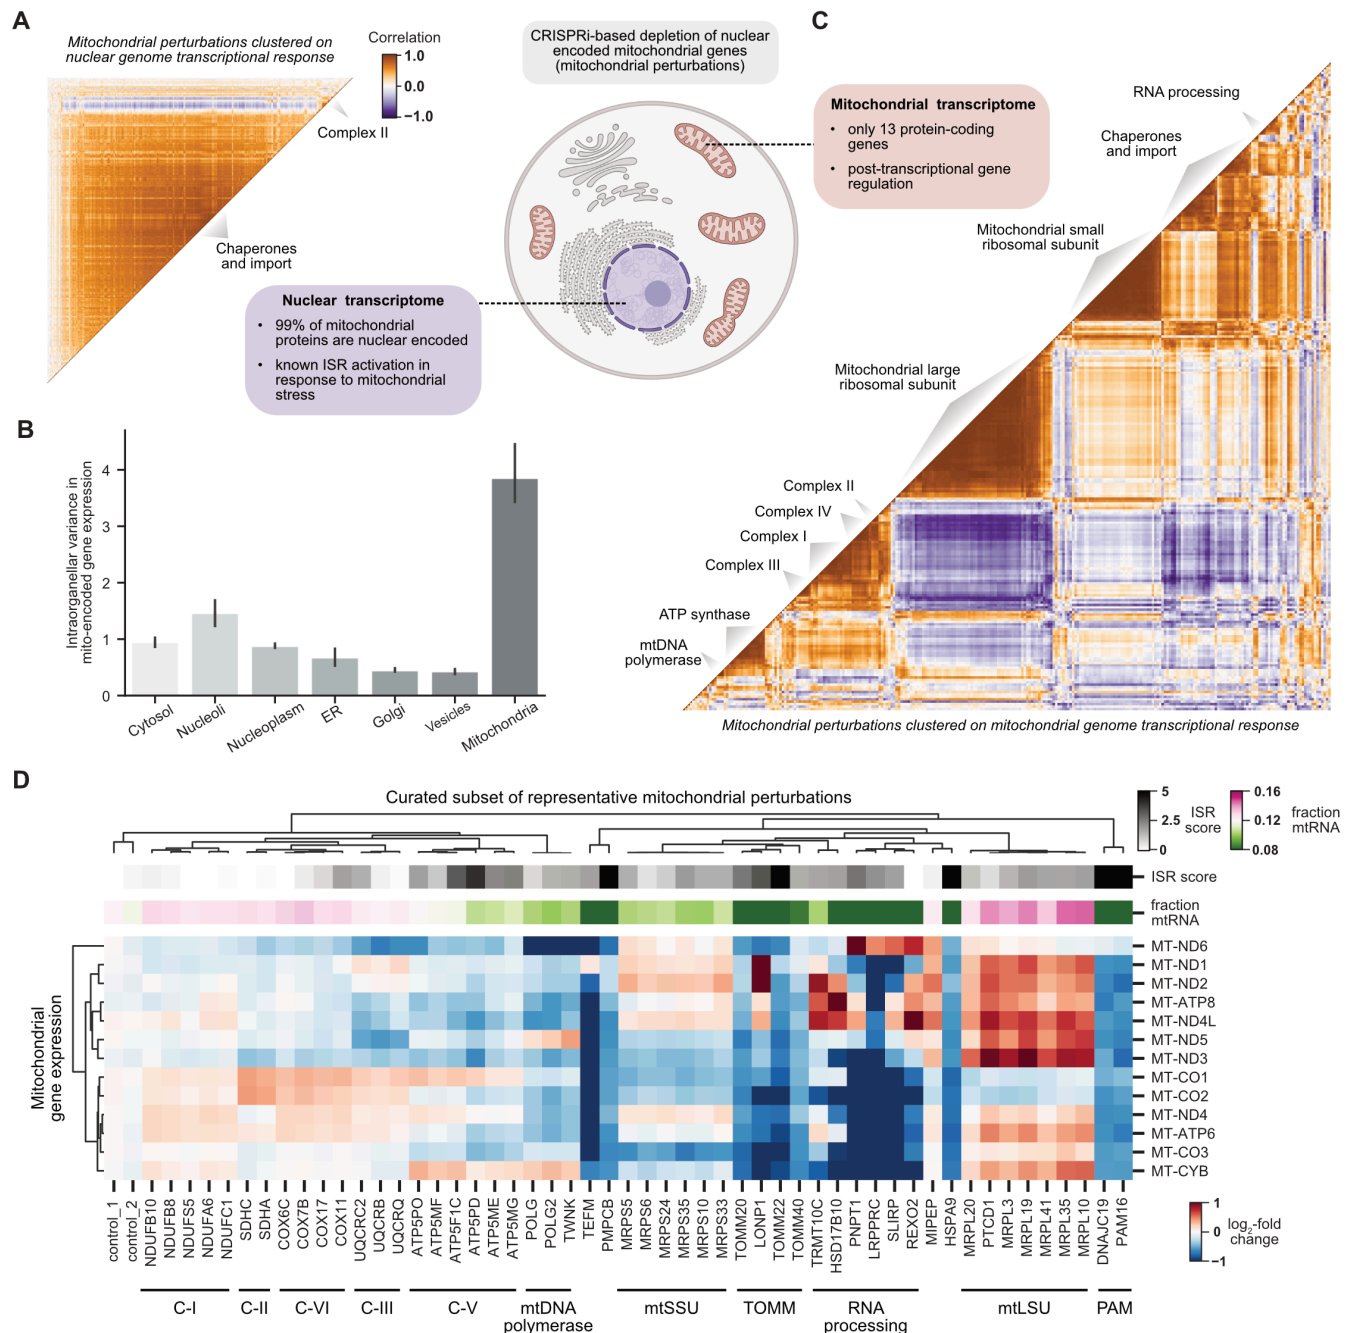 A
Mitochondrial perturbations clustered on
nuclear genome transcriptional response
Correlation
1.0
0.0
−1.0
Complex II
Chaperones
and import
CRISPRi-based depletion of nuclear
encoded mitochondrial genes
(mitochondrial perturbations)
Mitochondrial transcriptome
• only 13 protein-coding
genes
• post-transcriptional gene
regulation
Nuclear transcriptome
• 99% of mitochondrial
proteins are nuclear encoded
• known ISR activation in
response to mitochondrial
stress
C
RNA processing
Chaperones
and import
Mitochondrial small
ribosomal subunit
Mitochondrial large
ribosomal subunit
Complex II
Complex IV
Complex I
Complex III
ATP synthase
mtDNA
polymerase
Mitochondrial perturbations clustered on mitochondrial genome transcriptional response
B
Intraorganellar variance in
mito-encoded gene expression
4
3
2
1
0
Cytosol
Nucleoli
Nucleoplasm
ER
Golgi
Vesicles
Mitochondria
D
Curated subset of representative mitochondrial perturbations
5
2.5
0
ISR
score
0.16
0.12
0.08
fraction
mtRNA
ISR score
fraction
mtRNA
Mitochondrial
gene expression
MT-ND6
MT-ND1
MT-ND2
MT-ATP8
MT-ND4L
MT-ND5
MT-ND3
MT-CO1
MT-CO2
MT-ND4
MT-ATP6
MT-CO3
MT-CYB
control_1
control_2
NDUFB10
NDUFB8
NDUFS5
NDUFA6
NDUFC1
SDHC
SDHA
COX6C
COX7B
COX17
COX11
UQCRC2
UQCRB
UQCRQ
ATP5PO
ATP5MF
ATP5F1C
ATP5PD
ATP5ME
ATP5MG
POLG
POLG2
TWNK
TEFM
PMPCB
MRPS5
MRPS6
MRPS24
MRPS35
MRPS10
MRPS33
TOMM20
LONP1
TOMM22
TOMM40
TRMT10C
HSD17B10
PNPT1
LRPPRC
SLIRP
REXO2
MIPEP
HSPA9
MRPL20
PTCD1
MRPL3
MRPL19
MRPL41
MRPL35
MRPL10
DNAJC19
PAM16
C-I
C-II
C-VI
C-III
C-V
mtDNA
polymerase
mtSSU
TOMM
RNA
processing
mtLSU
PAM
1
0
−1
log₂-fold
change